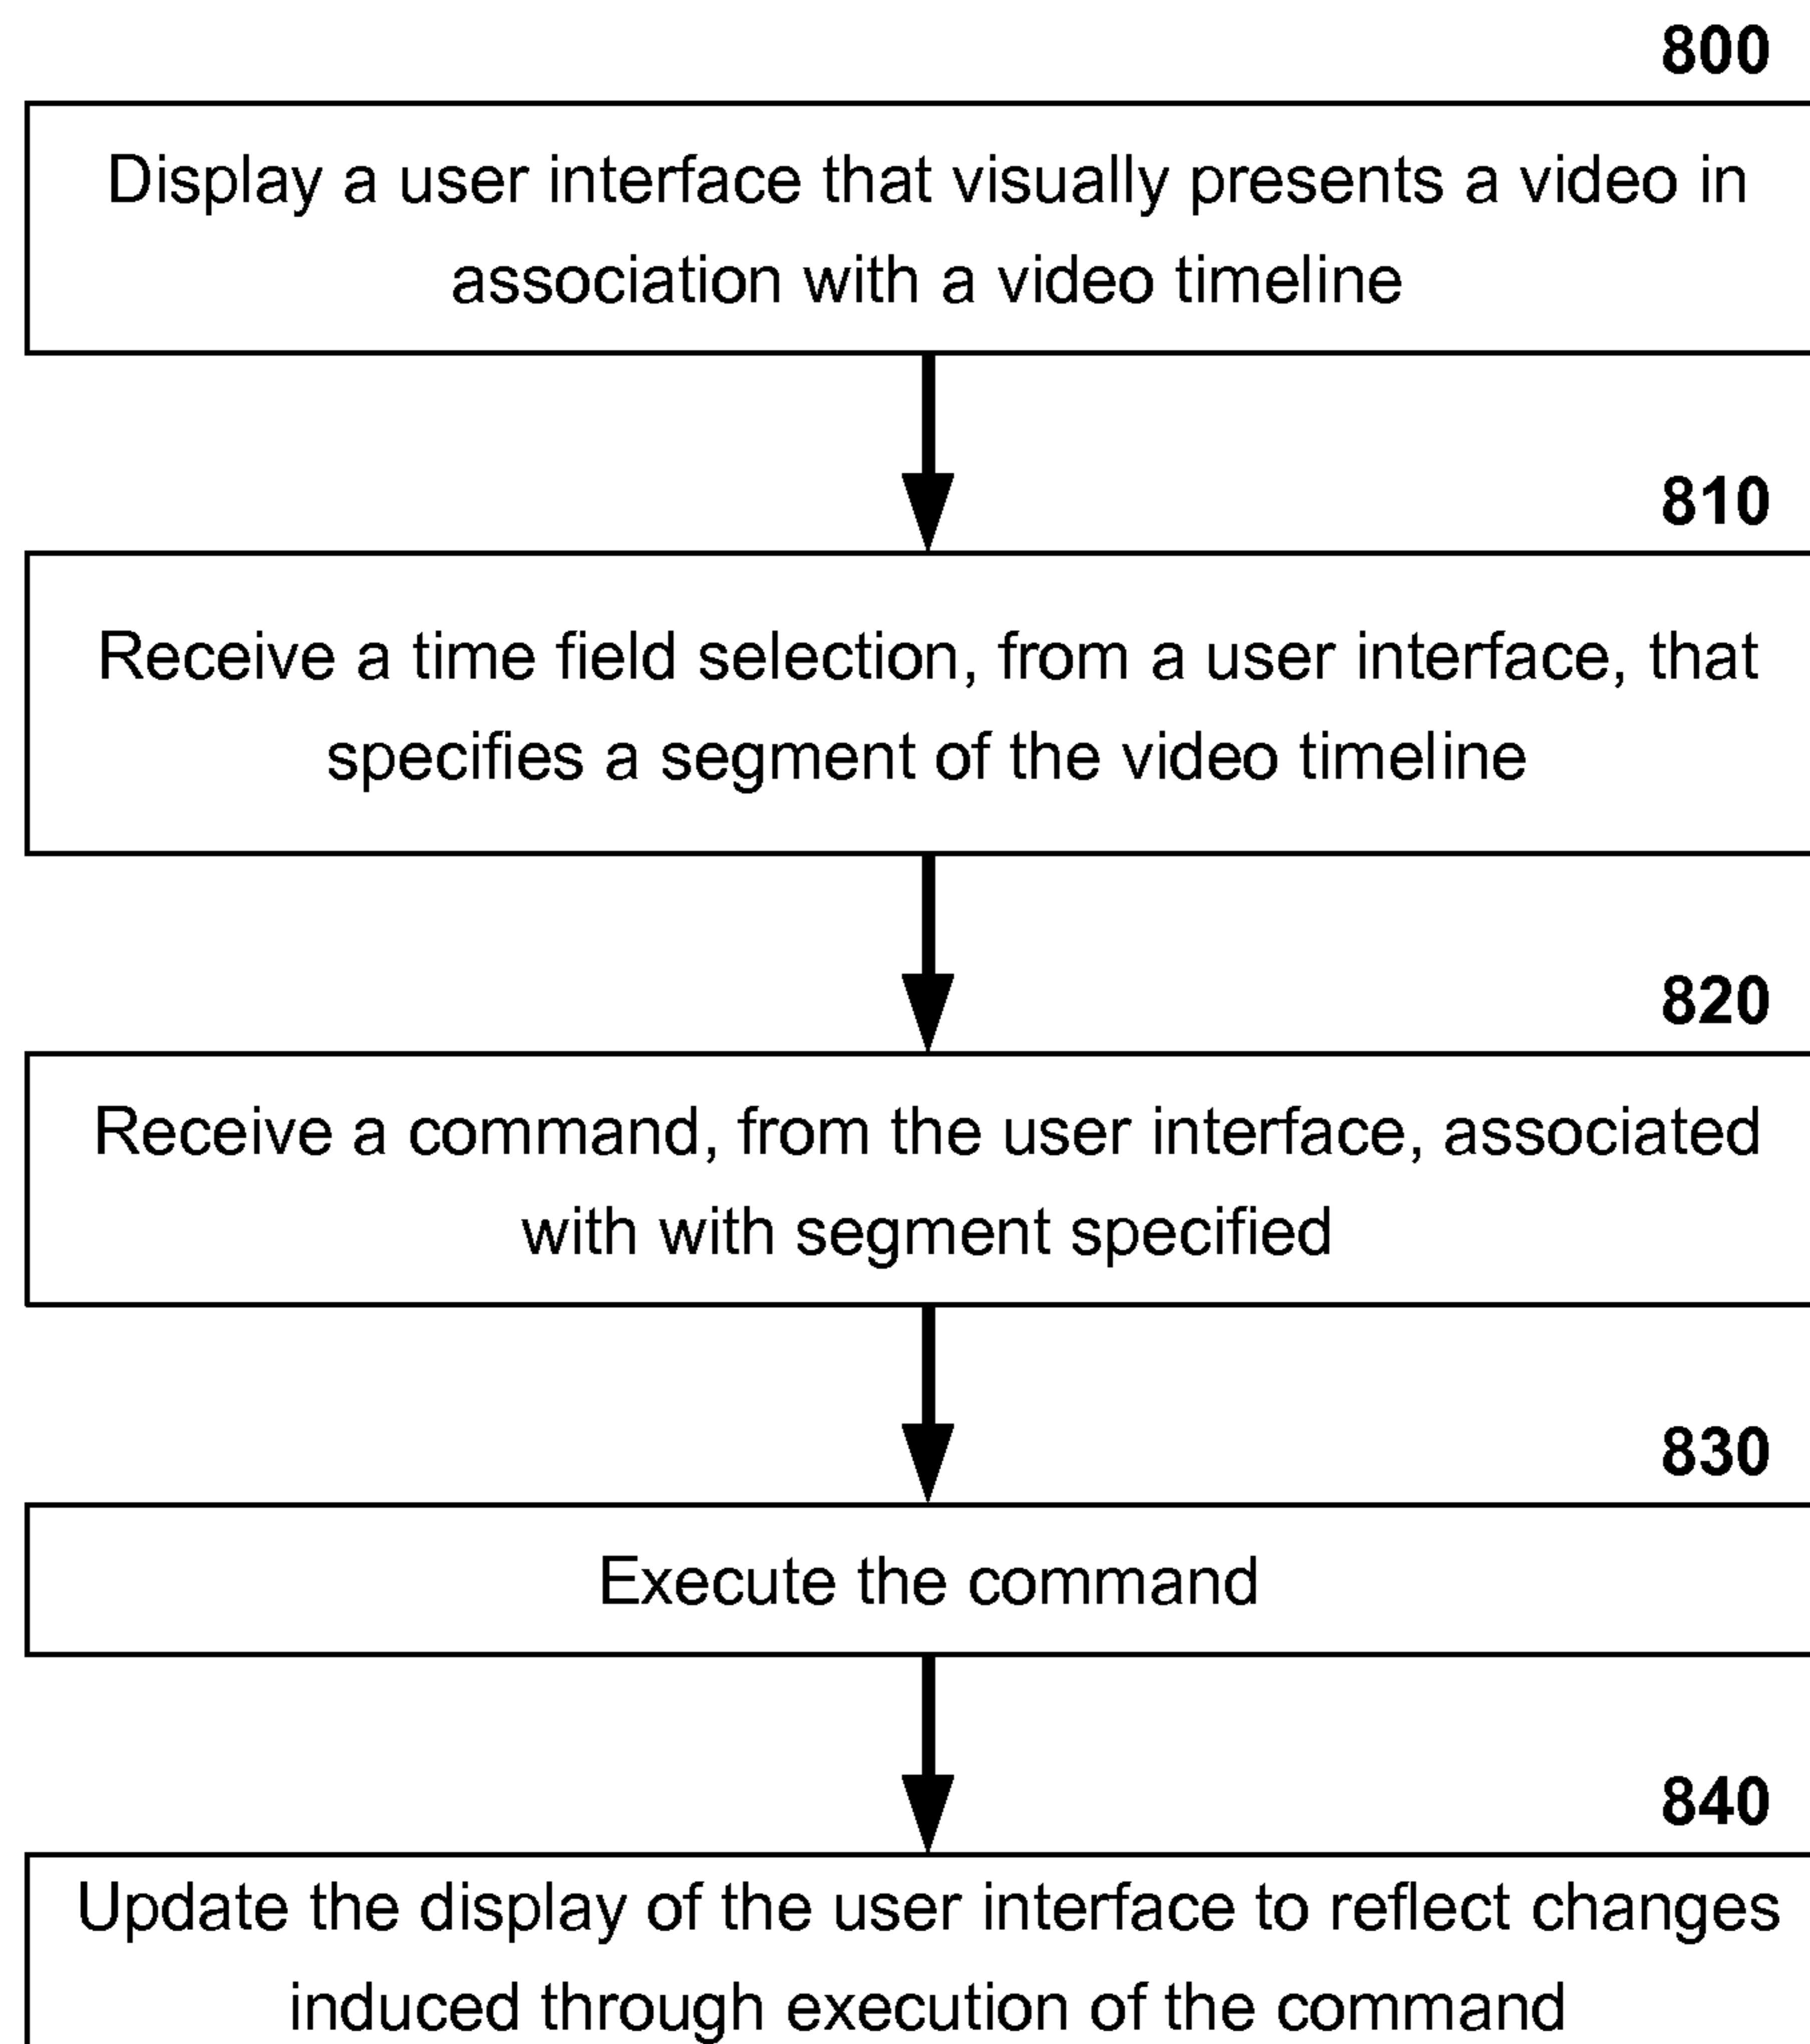 800
Display a user interface that visually presents a video in
association with a video timeline
810
Receive a time field selection, from a user interface, that
specifies a segment of the video timeline
820
Receive a command, from the user interface, associated
with with segment specified
830
Execute the command
840
Update the display of the user interface to reflect changes
induced through execution of the command